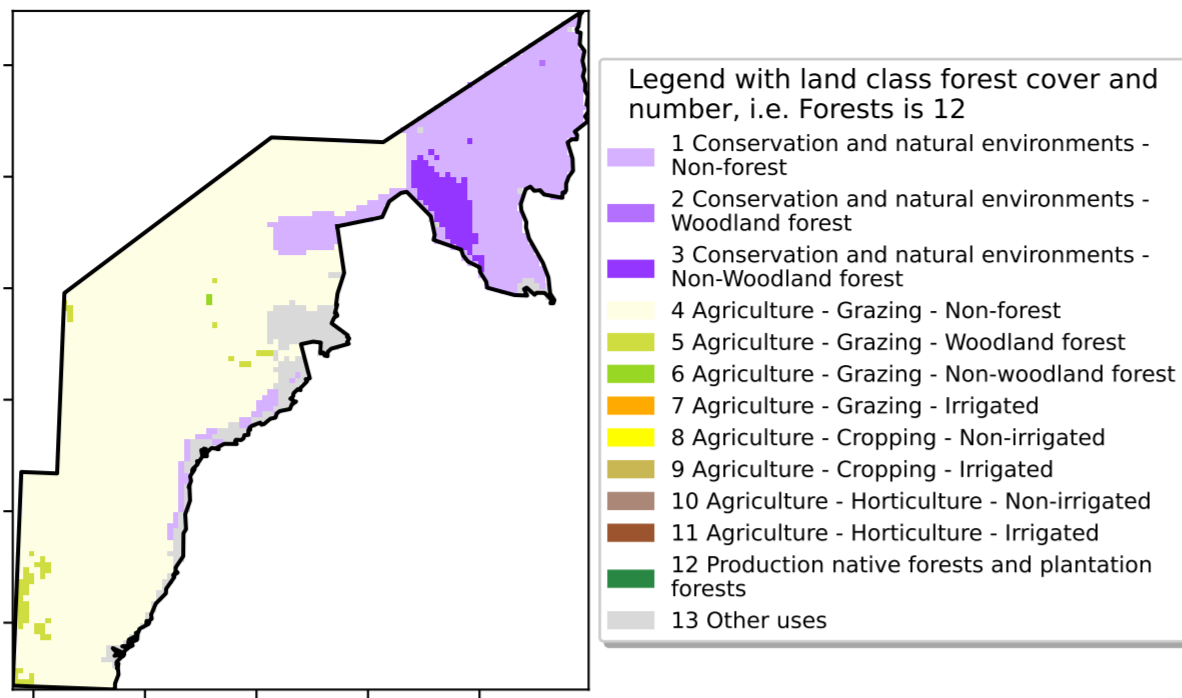 Legend with land class forest cover and
number, i.e. Forests is 12
1 Conservation and natural environments -
Non-forest
2 Conservation and natural environments -
Woodland forest
3 Conservation and natural environments -
Non-Woodland forest
4 Agriculture - Grazing - Non-forest
5 Agriculture - Grazing - Woodland forest
6 Agriculture - Grazing - Non-woodland forest
7 Agriculture - Grazing - Irrigated
8 Agriculture - Cropping - Non-irrigated
9 Agriculture - Cropping - Irrigated
10 Agriculture - Horticulture - Non-irrigated
11 Agriculture - Horticulture - Irrigated
12 Production native forests and plantation
forests
13 Other uses